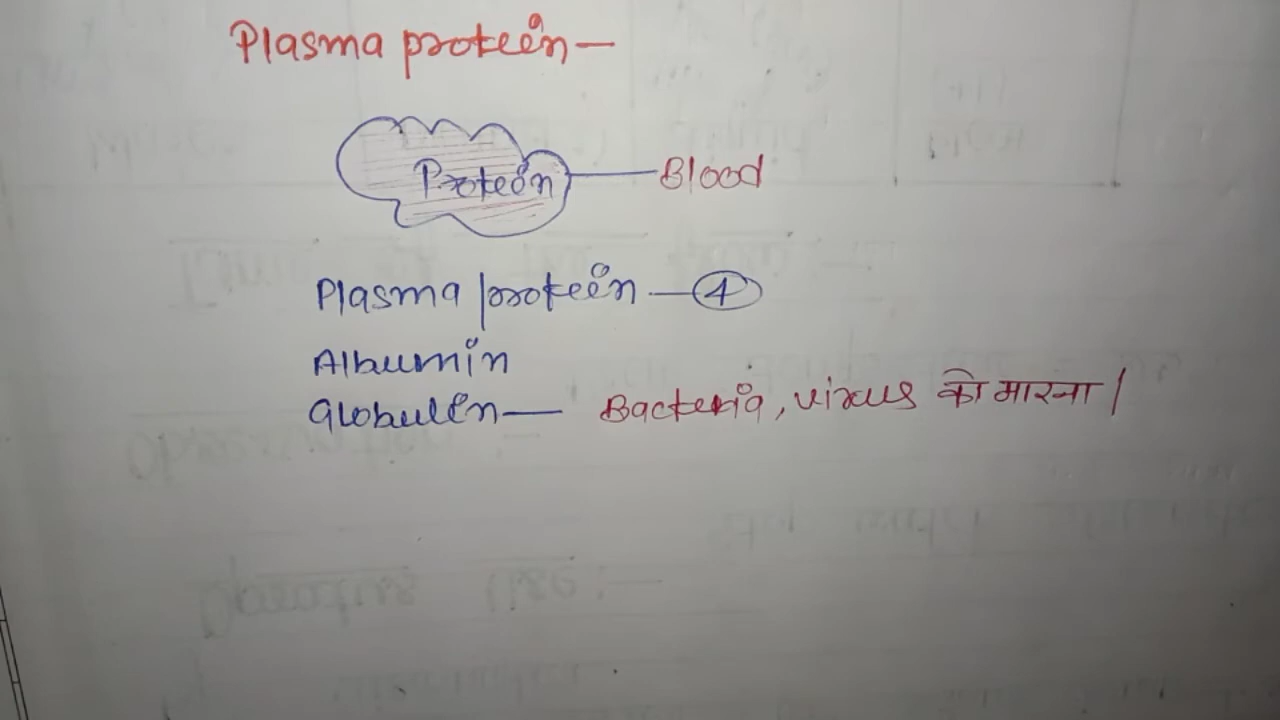 Plasma protein —
Protein — Blood
Plasma protein — 4
Albumin
Globulin — Bacteria, virus को मारना।